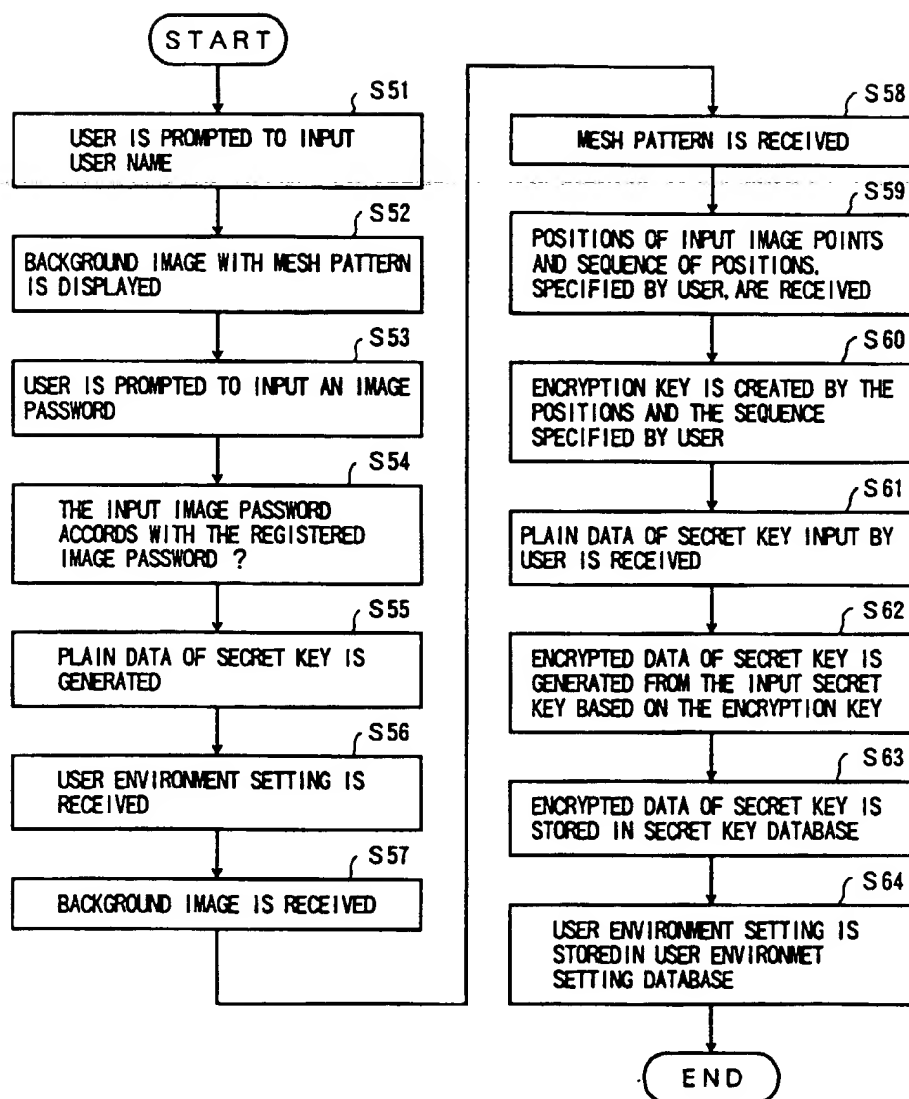 START
S51
USER IS PROMPTED TO INPUT
USER NAME
S52
BACKGROUND IMAGE WITH MESH PATTERN
IS DISPLAYED
S53
USER IS PROMPTED TO INPUT AN IMAGE
PASSWORD
S54
THE INPUT IMAGE PASSWORD
ACCORDS WITH THE REGISTERED
IMAGE PASSWORD ?
S55
PLAIN DATA OF SECRET KEY IS
GENERATED
S56
USER ENVIRONMENT SETTING IS
RECEIVED
S57
BACKGROUND IMAGE IS RECEIVED
S58
MESH PATTERN IS RECEIVED
S59
POSITIONS OF INPUT IMAGE POINTS
AND SEQUENCE OF POSITIONS.
SPECIFIED BY USER, ARE RECEIVED
S60
ENCRYPTION KEY IS CREATED BY THE
POSITIONS AND THE SEQUENCE
SPECIFIED BY USER
S61
PLAIN DATA OF SECRET KEY INPUT BY
USER IS RECEIVED
S62
ENCRYPTED DATA OF SECRET KEY IS
GENERATED FROM THE INPUT SECRET
KEY BASED ON THE ENCRYPTION KEY
S63
ENCRYPTED DATA OF SECRET KEY IS
STORED IN SECRET KEY DATABASE
S64
USER ENVIRONMENT SETTING IS
STOREDIN USER ENVIRONMET
SETTING DATABASE
END